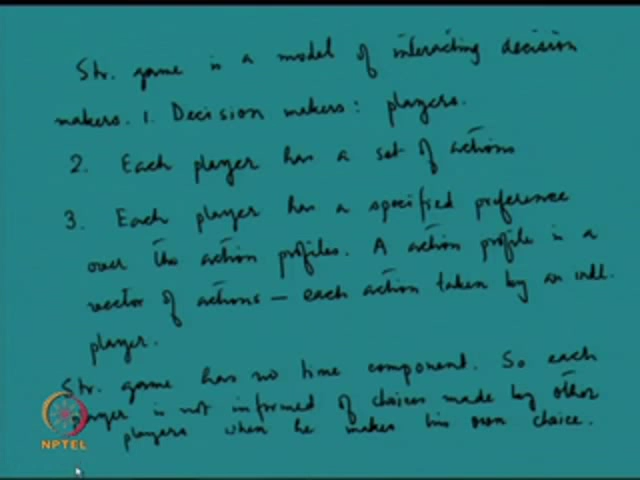 Str. game is a model of interacting decision
makers. 1. Decision makers: players.
2. Each player has a set of actions
3. Each player has a specified preference
over the action profiles. A action profile is a
vector of actions – each action taken by an indl.
player.
Str. game has no time component. So each
player is not informed of choices made by other
players when he makes his own choice.
NPTEL